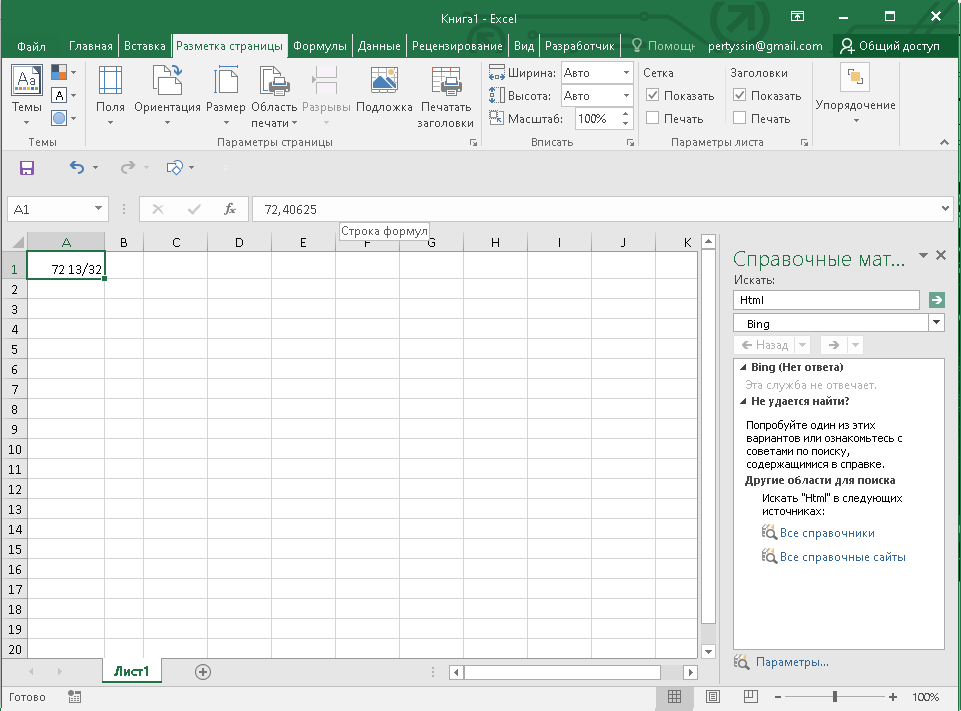 Книга1 - Excel
Файл Главная Вставка Разметка страницы Формулы Данные Рецензирование Вид Разработчик Помощь pertyssin@gmail.com Общий доступ
Темы Поля Ориентация Размер Область печати Разрывы Подложка Печатать заголовки
Ширина: Авто
Высота: Авто
Масштаб: 100%
Сетка
Показать
Печать
Заголовки
Показать
Печать
Упорядочение
Темы Параметры страницы Вписать Параметры листа
A1 fx 72,40625
Строка формул
A B C D E F G H I J K
1 72 13/32
2
3
4
5
6
7
8
9
10
11
12
13
14
15
16
17
18
19
20
Справочные мат...
Искать:
Html
Bing
Назад
Bing (Нет ответа)
Эта служба не отвечает.
Не удается найти?
Попробуйте один из этих
вариантов или ознакомьтесь с
советами по поиску,
содержащимися в справке.
Другие области для поиска
Искать "Html" в следующих
источниках:
Все справочники
Все справочные сайты
Параметры...
Лист1
Готово 100%